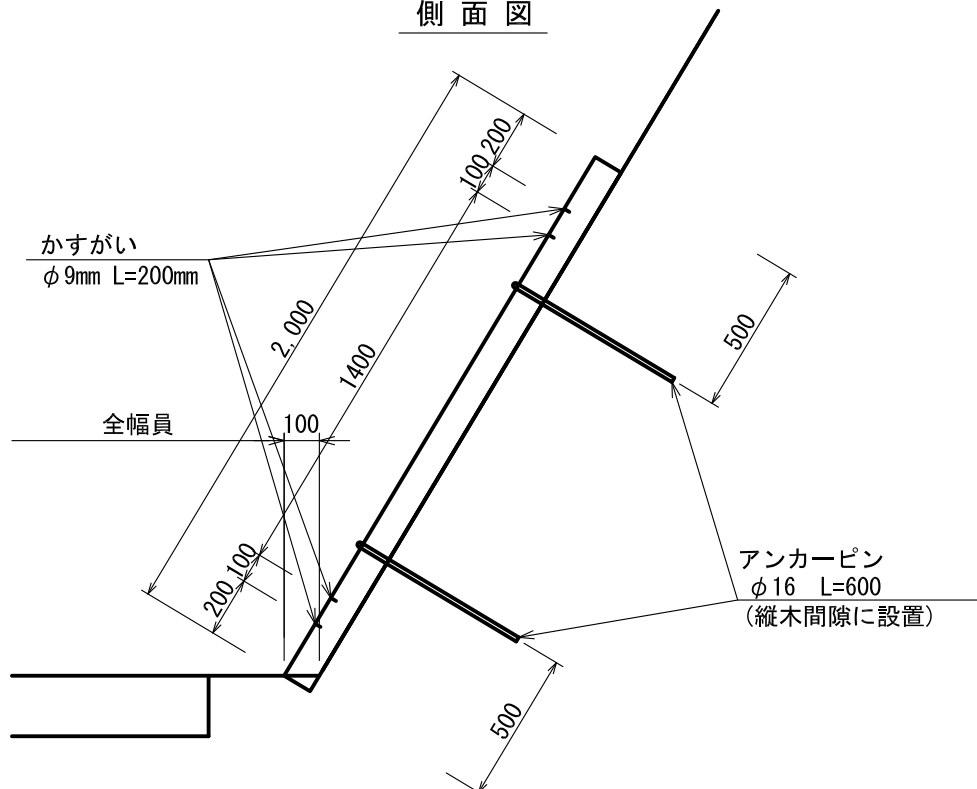 側 面 図
200
100
かすがい
φ9mm L=200mm
2,000
1400
500
全幅員
100
100
200
アンカーピン
φ16 L=600
(縦木間隙に設置)
500